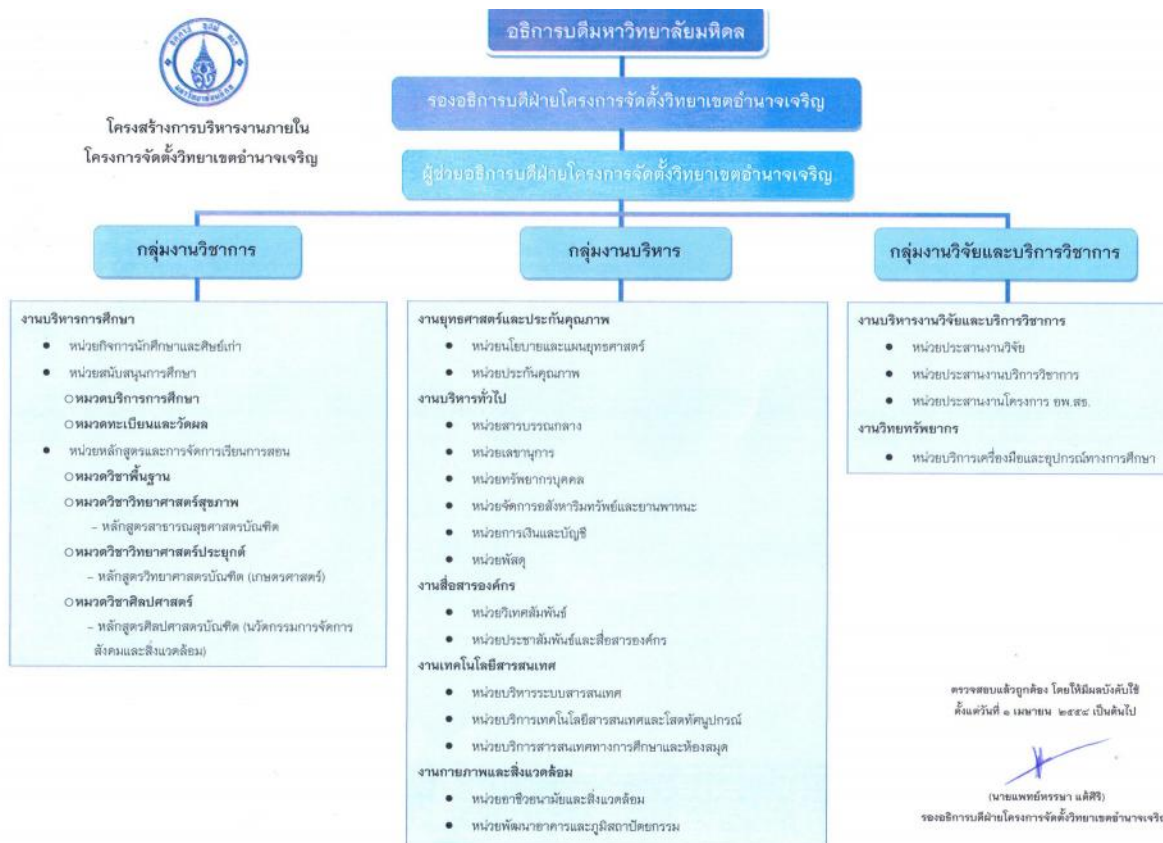 อธิการบดีมหาวิทยาลัยมหิดล
รองอธิการบดีฝ่ายโครงการจัดตั้งวิทยาเขตอำนาจเจริญ
ผู้ช่วยอธิการบดีฝ่ายโครงการจัดตั้งวิทยาเขตอำนาจเจริญ
โครงสร้างการบริหารงานภายใน
โครงการจัดตั้งวิทยาเขตอำนาจเจริญ
กลุ่มงานวิชาการ
งานบริหารการศึกษา
● หน่วยกิจการนักศึกษาและศิษย์เก่า
● หน่วยสนับสนุนการศึกษา
○หมวดบริการการศึกษา
○หมวดทะเบียนและวัดผล
● หน่วยหลักสูตรและการจัดการเรียนการสอน
○หมวดวิชาพื้นฐาน
○หมวดวิชาวิทยาศาสตร์สุขภาพ
– หลักสูตรสาธารณสุขศาสตรบัณฑิต
○หมวดวิชาวิทยาศาสตร์ประยุกต์
– หลักสูตรวิทยาศาสตรบัณฑิต (เกษตรศาสตร์)
○หมวดวิชาศิลปศาสตร์
– หลักสูตรศิลปศาสตรบัณฑิต (นวัตกรรมการจัดการ
สังคมและสิ่งแวดล้อม)
กลุ่มงานบริหาร
งานยุทธศาสตร์และประกันคุณภาพ
● หน่วยนโยบายและแผนยุทธศาสตร์
● หน่วยประกันคุณภาพ
งานบริหารทั่วไป
● หน่วยสารบรรณกลาง
● หน่วยเลขานุการ
● หน่วยทรัพยากรบุคคล
● หน่วยจัดการอสังหาริมทรัพย์และยานพาหนะ
● หน่วยการเงินและบัญชี
● หน่วยพัสดุ
งานสื่อสารองค์กร
● หน่วยวิเทศสัมพันธ์
● หน่วยประชาสัมพันธ์และสื่อสารองค์กร
งานเทคโนโลยีสารสนเทศ
● หน่วยบริหารระบบสารสนเทศ
● หน่วยบริการเทคโนโลยีสารสนเทศและโสตทัศนูปกรณ์
● หน่วยบริการสารสนเทศทางการศึกษาและห้องสมุด
งานกายภาพและสิ่งแวดล้อม
● หน่วยอาชีวอนามัยและสิ่งแวดล้อม
● หน่วยพัฒนาอาคารและภูมิสถาปัตยกรรม
กลุ่มงานวิจัยและบริการวิชาการ
งานบริหารงานวิจัยและบริการวิชาการ
● หน่วยประสานงานวิจัย
● หน่วยประสานงานบริการวิชาการ
● หน่วยประสานงานโครงการ อพ.สธ.
งานวิทยทรัพยากร
● หน่วยบริการเครื่องมือและอุปกรณ์ทางการศึกษา
ตรวจสอบแล้วถูกต้อง โดยให้มีผลบังคับใช้
ตั้งแต่วันที่ ๑ เมษายน ๒๕๕๘ เป็นต้นไป
(นายแพทย์พรรษา แต้ศิริ)
รองอธิการบดีฝ่ายโครงการจัดตั้งวิทยาเขตอำนาจเจริญ